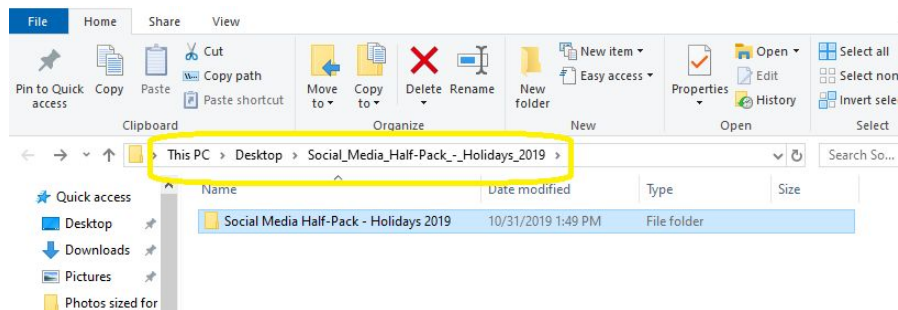 File Home Share View
Pin to Quick access
Copy
Paste
Cut
Copy path
Paste shortcut
Clipboard
Move to
Copy to
Delete
Rename
Organize
New folder
New item
Easy access
New
Properties
Open
Edit
History
Open
Select all
Select non
Invert sele
Select
This PC > Desktop > Social_Media_Half-Pack_-_Holidays_2019 >
Search So...
Quick access
Desktop
Downloads
Pictures
Photos sized for
Name Date modified Type Size
Social Media Half-Pack - Holidays 2019 10/31/2019 1:49 PM File folder